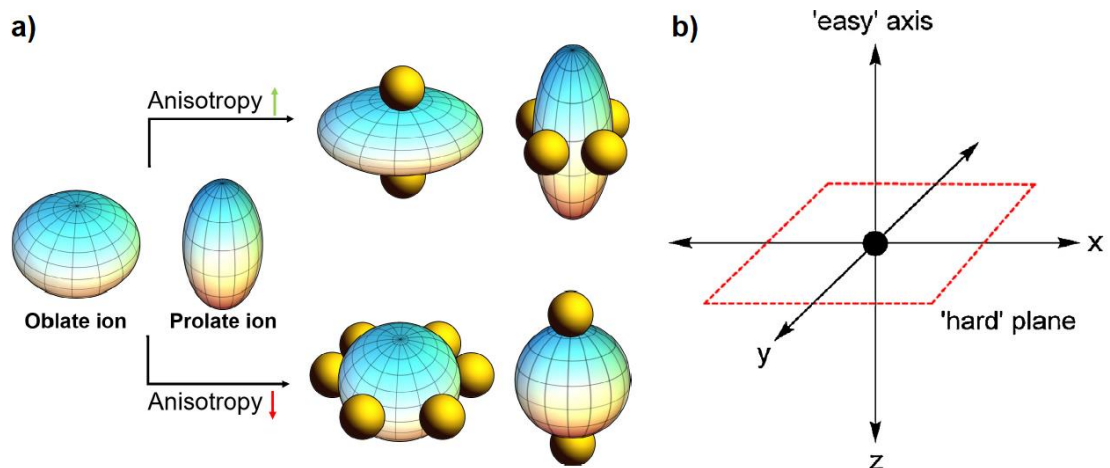 a)
Anisotropy ↑
Oblate ion
Prolate ion
Anisotropy ↓
b)
'easy' axis
x
'hard' plane
y
z